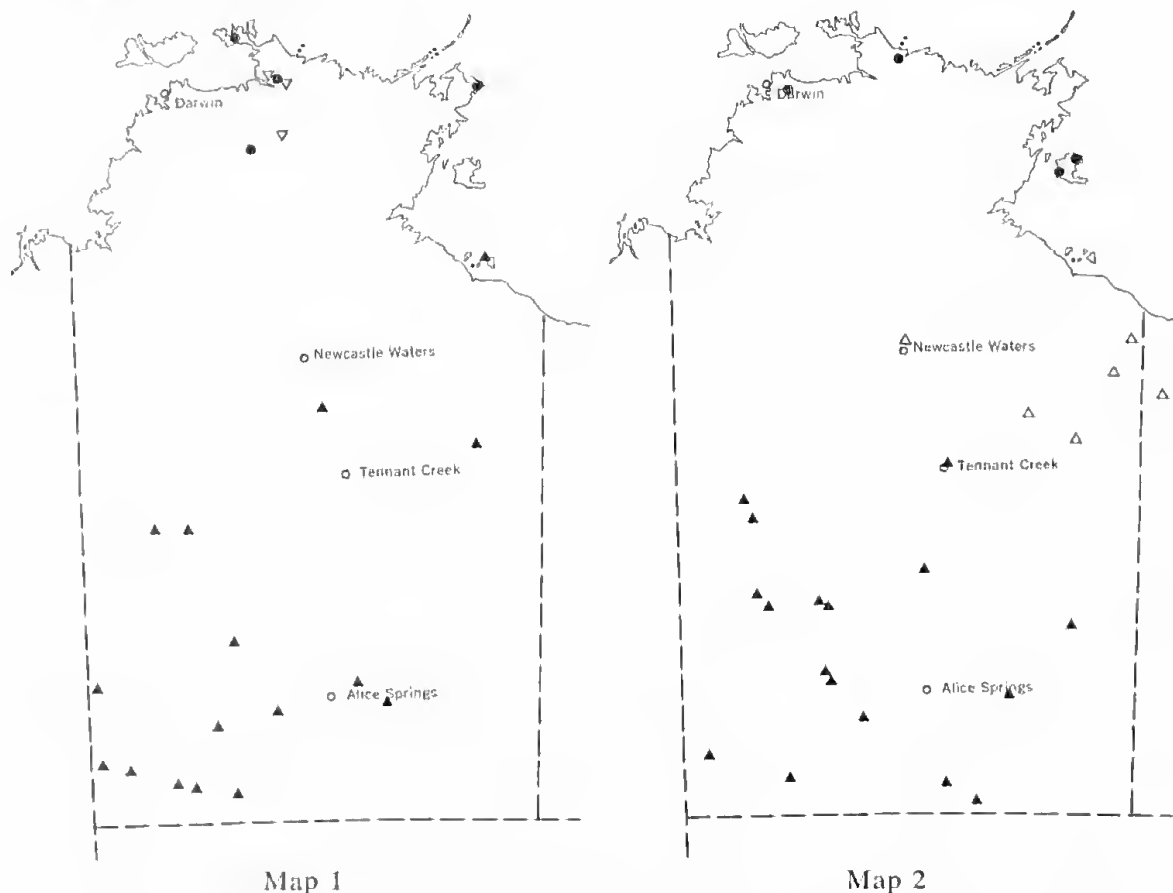 Darwin
Newcastle Waters
Tennant Creek
Alice Springs
Map 1
Darwin
Newcastle Waters
Tennant Creek
Alice Springs
Map 2